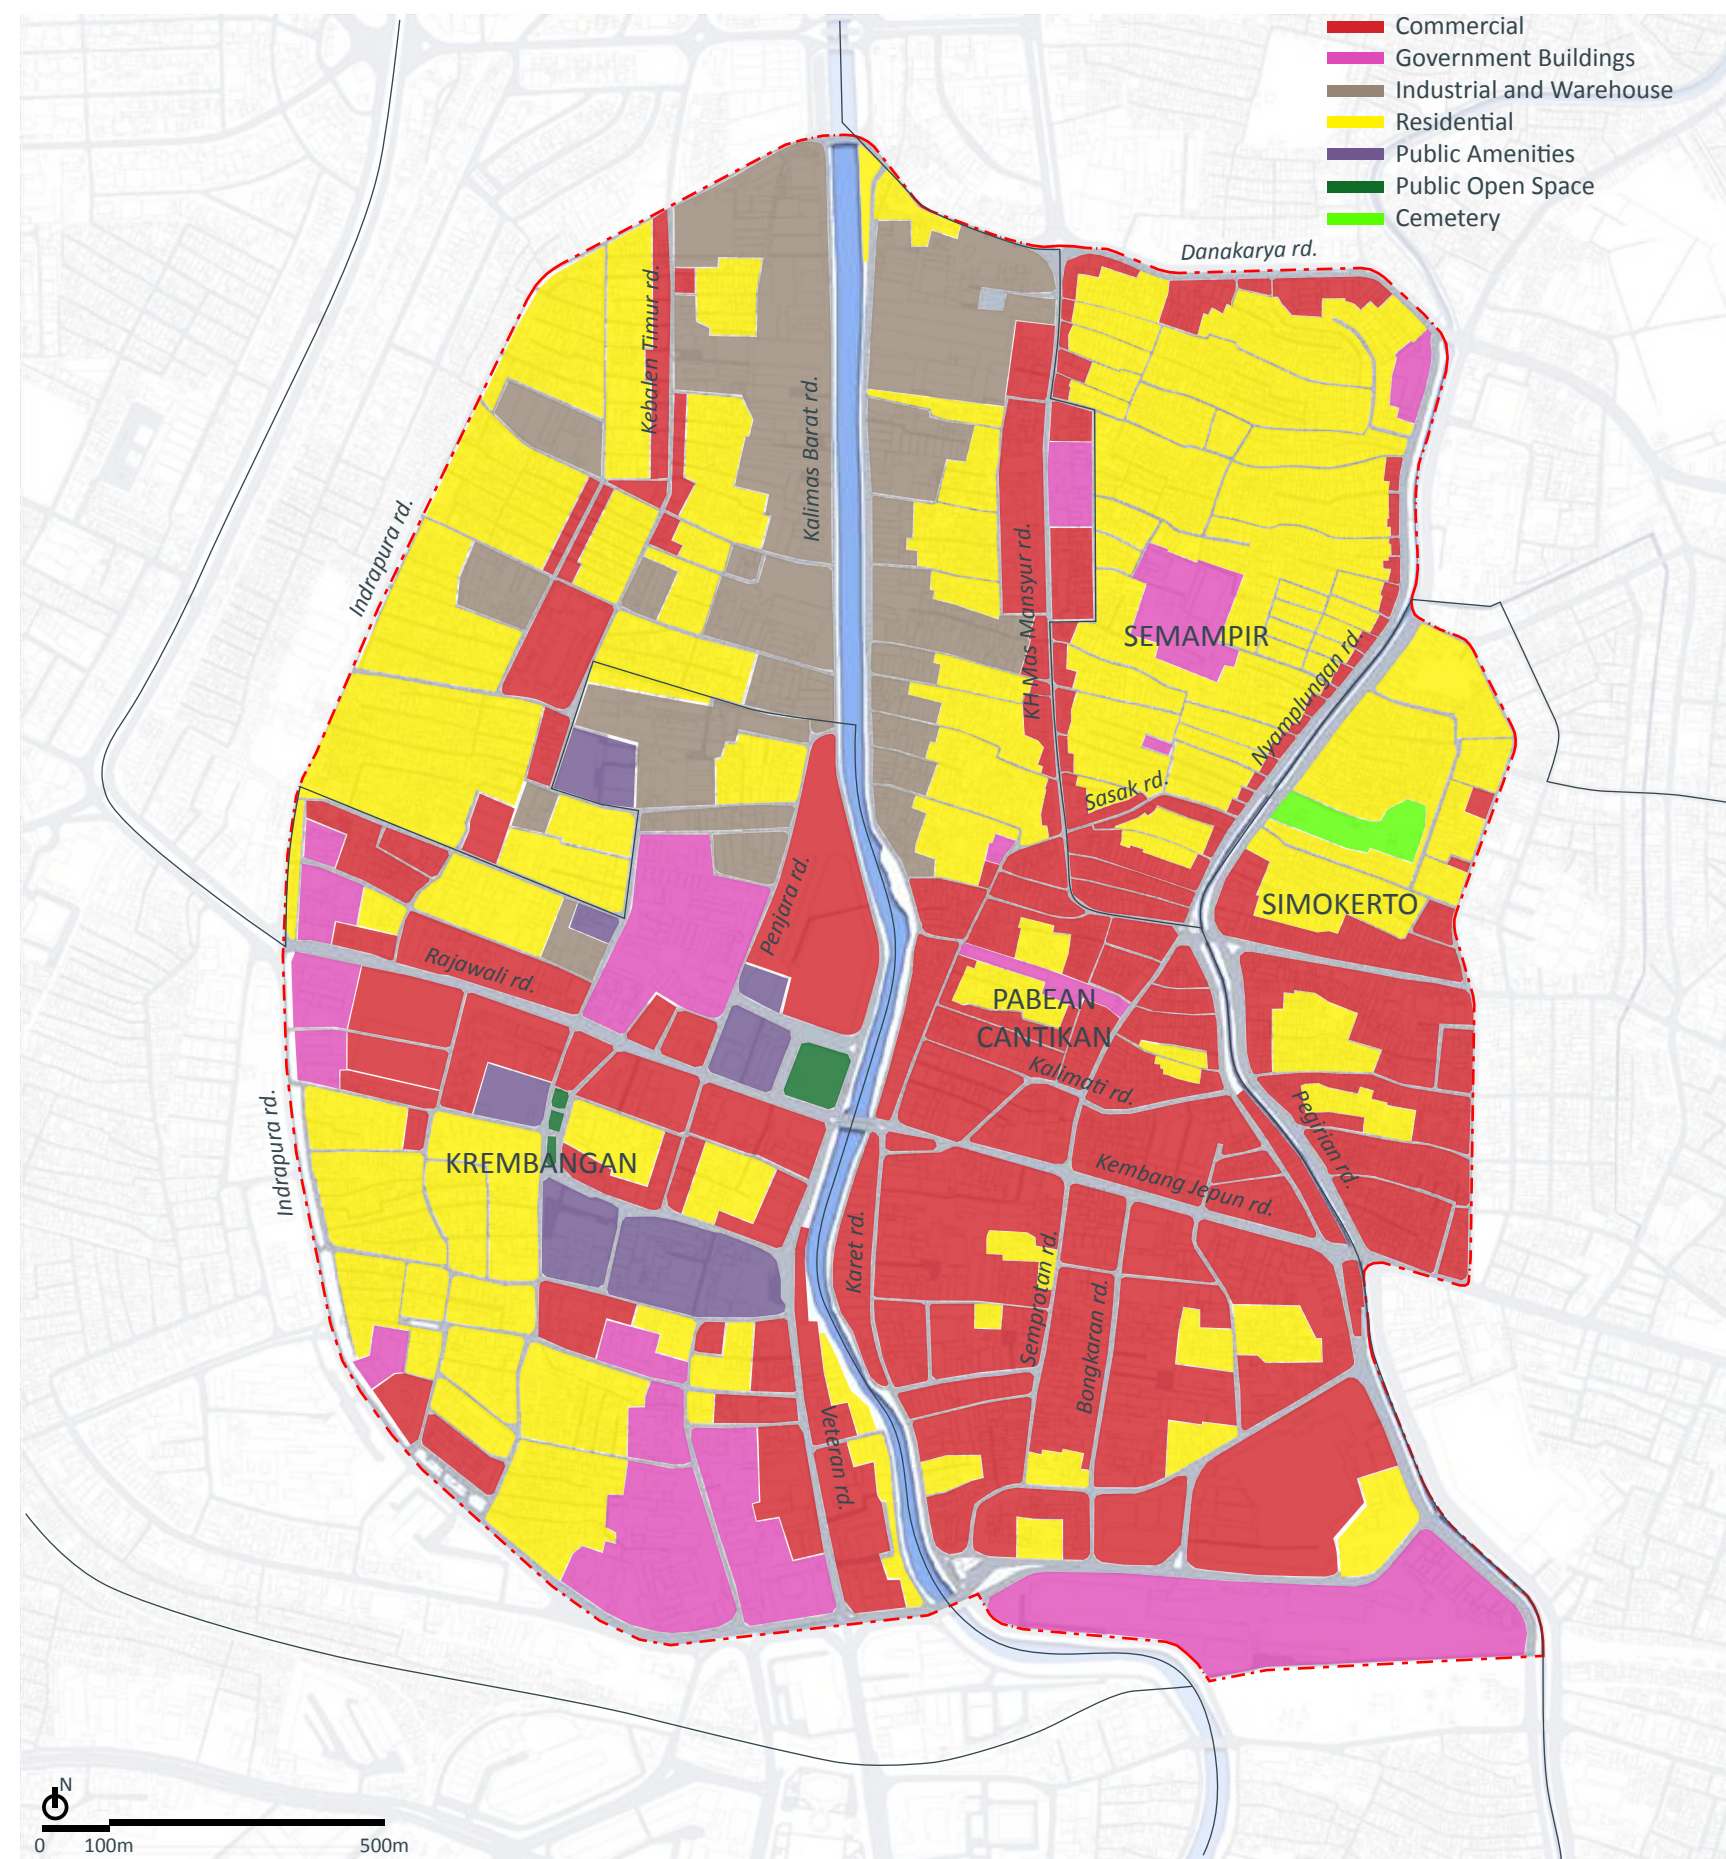 Commercial
Government Buildings
Industrial and Warehouse
Residential
Public Amenities
Public Open Space
Cemetery
Danakarya rd.
Kebalen Timur rd.
Kalimas Barat rd.
Indrapura rd.
KH Mas Mansyur rd.
SEMAMPIR
Nyamplungan rd.
Sasak rd.
Penjara rd.
SIMOKERTO
Rajawali rd.
PABEAN
CANTIKAN
Kalimati rd.
Pegirian rd.
Indrapura rd.
KREMBANGAN
Kembang Jepun rd.
Karet rd.
Semprotan rd.
Bongkaran rd.
Veteran rd.
N
0 100m 500m